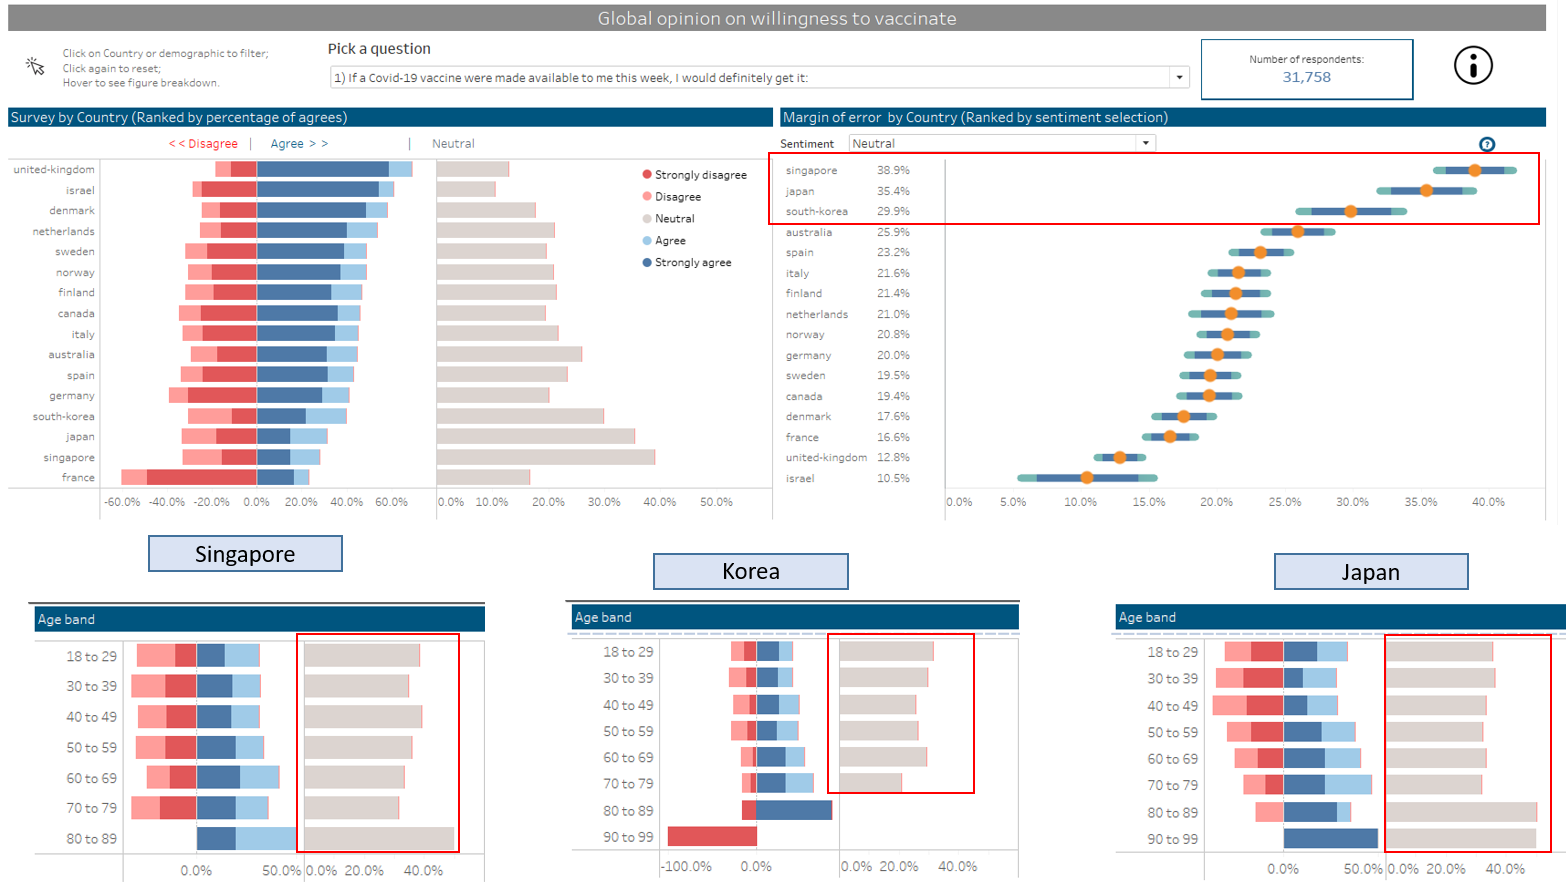 Global opinion on willingness to vaccinate
Click on Country or demographic to filter;
Click again to reset;
Hover to see figure breakdown.
Pick a question
1) If a Covid-19 vaccine were made available to me this week, I would definitely get it:
Number of respondents:
31,758
Survey by Country (Ranked by percentage of agrees)
<< Disagree | Agree >> | Neutral
united-kingdom
israel
denmark
netherlands
sweden
norway
finland
canada
italy
australia
spain
germany
south-korea
japan
singapore
france
-60.0% -40.0% -20.0% 0.0% 20.0% 40.0% 60.0% 0.0% 10.0% 20.0% 30.0% 40.0% 50.0%
Strongly disagree
Disagree
Neutral
Agree
Strongly agree
Margin of error by Country (Ranked by sentiment selection)
Sentiment Neutral
?
singapore 38.9%
japan 35.4%
south-korea 29.9%
australia 25.9%
spain 23.2%
italy 21.6%
finland 21.4%
netherlands 21.0%
norway 20.8%
germany 20.0%
sweden 19.5%
canada 19.4%
denmark 17.6%
france 16.6%
united-kingdom 12.8%
israel 10.5%
0.0% 5.0% 10.0% 15.0% 20.0% 25.0% 30.0% 35.0% 40.0%
Singapore
Age band
18 to 29
30 to 39
40 to 49
50 to 59
60 to 69
70 to 79
80 to 89
0.0% 50.0% 0.0% 20.0% 40.0%
Korea
Age band
18 to 29
30 to 39
40 to 49
50 to 59
60 to 69
70 to 79
80 to 89
90 to 99
-100.0% 0.0% 0.0% 20.0% 40.0%
Japan
Age band
18 to 29
30 to 39
40 to 49
50 to 59
60 to 69
70 to 79
80 to 89
90 to 99
0.0% 50.0% 0.0% 20.0% 40.0%